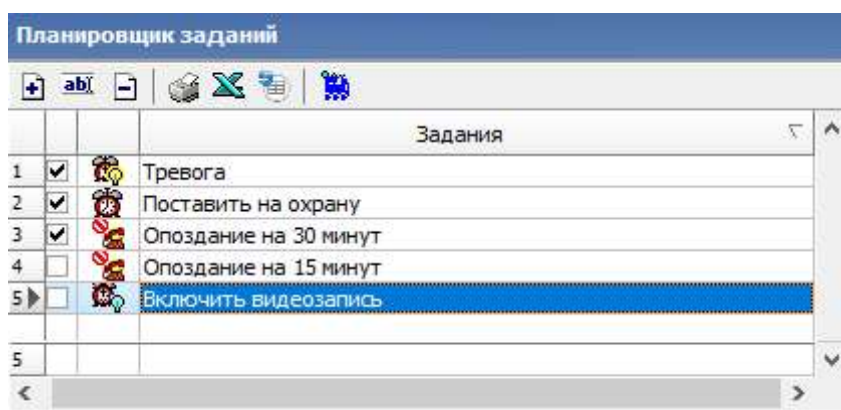 Планировщик заданий
abI
Задания
1 Тревога
2 Поставить на охрану
3 Опоздание на 30 минут
4 Опоздание на 15 минут
5 Включить видеозапись
5